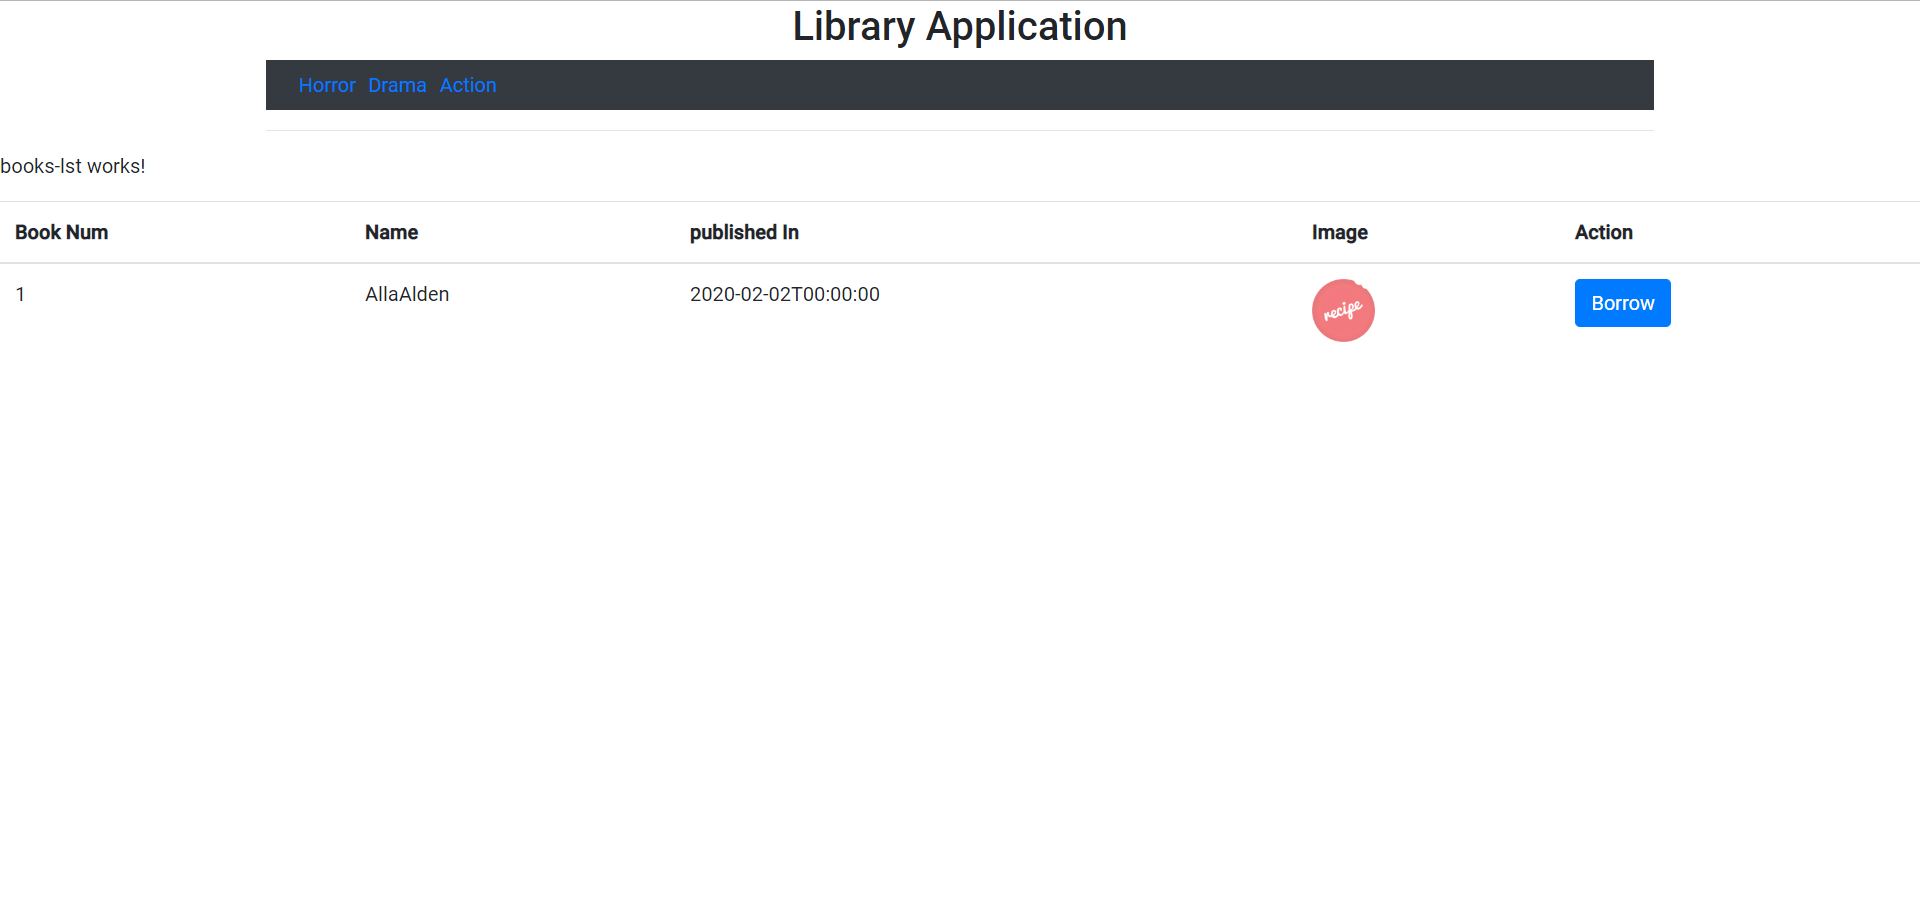 Library Application
Horror Drama Action
books-lst works!
Book Num Name published In Image Action
1 AllaAlden 2020-02-02T00:00:00 recipe Borrow